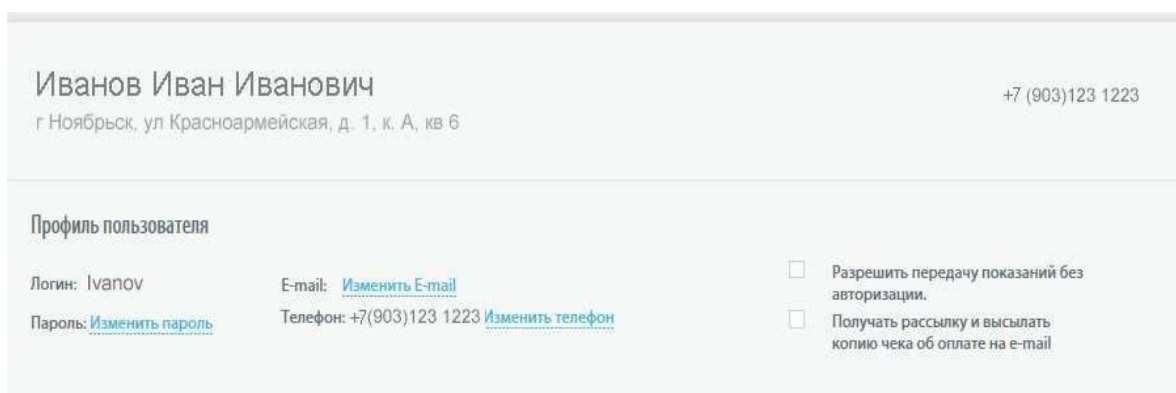 Иванов Иван Иванович
+7 (903)123 1223
г Ноябрьск, ул Красноармейская, д. 1, к. А, кв 6
Профиль пользователя
Логин: Ivanov
Пароль: Изменить пароль
E-mail: Изменить E-mail
Телефон: +7(903)123 1223 Изменить телефон
Разрешить передачу показаний без
авторизации.
Получать рассылку и высылать
копию чека об оплате на e-mail